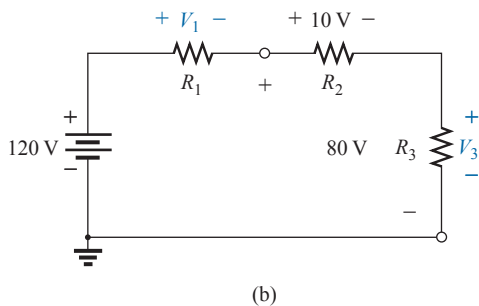 + V1 − + 10 V −
R1 + R2
+ +
120 V 80 V R3 V3
− −
−
(b)